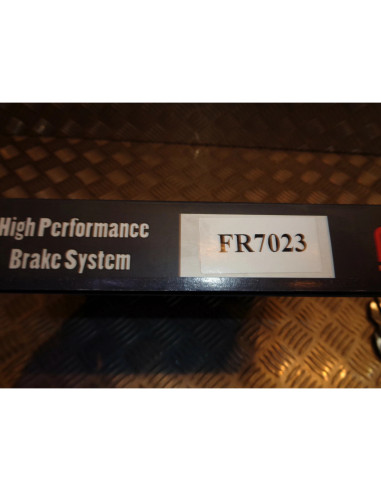 High Performance
Brake System
FR7023